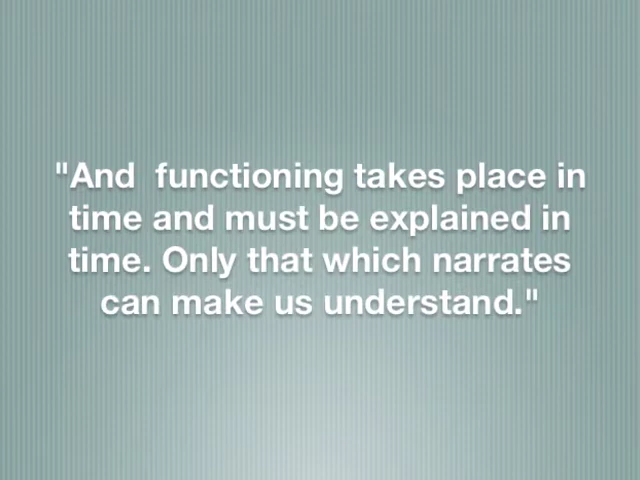 "And  functioning takes place in
time and must be explained in
time. Only that which narrates
can make us understand."